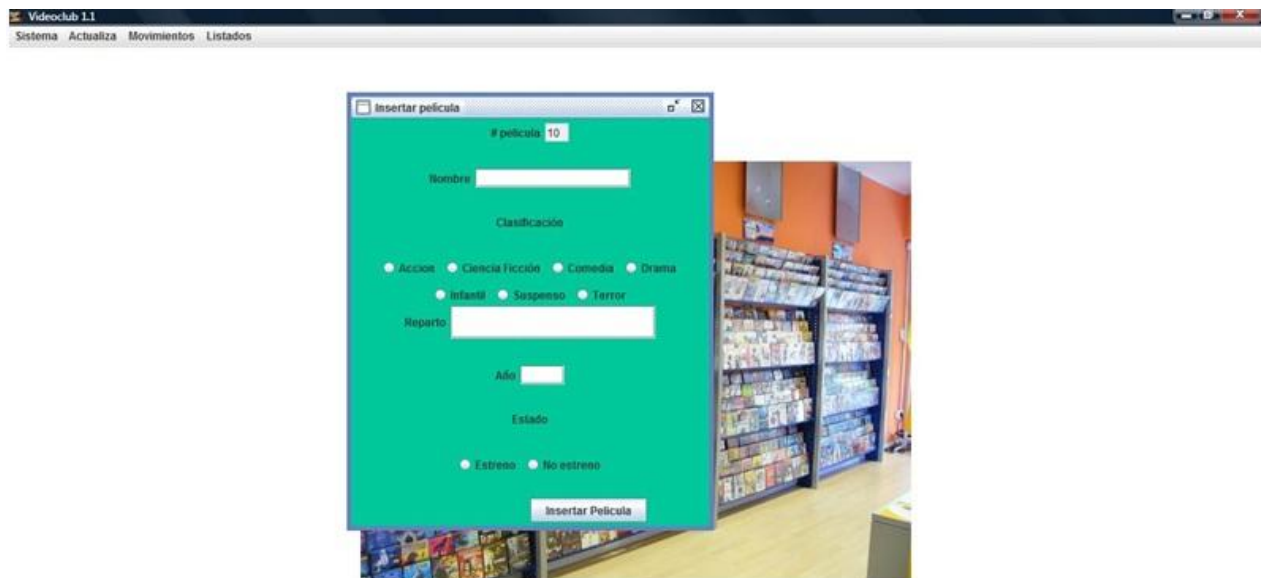 Videoclub 1.1
Sistema Actualiza Movimientos Listados
Insertar pelicula
# pelicula 10
Nombre
Clasificación
Accion Ciencia Ficción Comedia Drama
Infantil Suspenso Terror
Reparto
Año
Estado
Estreno No estreno
Insertar Pelicula